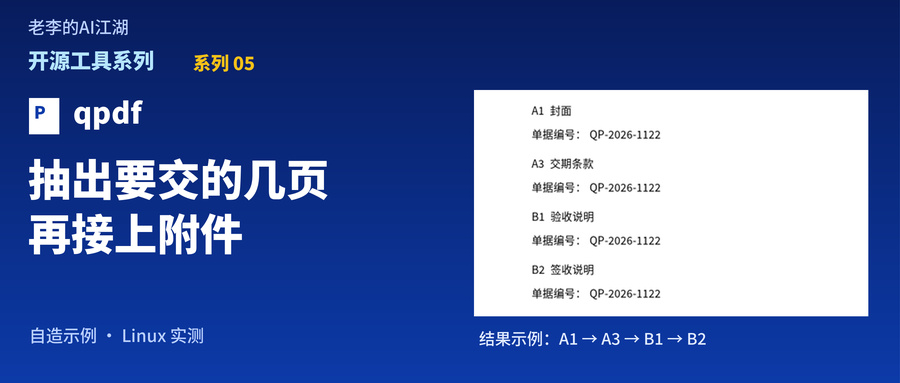 老李的AI江湖
开源工具系列 系列 05
P qpdf
抽出要交的几页
再接上附件
自造示例 · Linux 实测
A1 封面
单据编号： QP-2026-1122
A3 交期条款
单据编号： QP-2026-1122
B1 验收说明
单据编号： QP-2026-1122
B2 签收说明
单据编号： QP-2026-1122
结果示例：A1 → A3 → B1 → B2